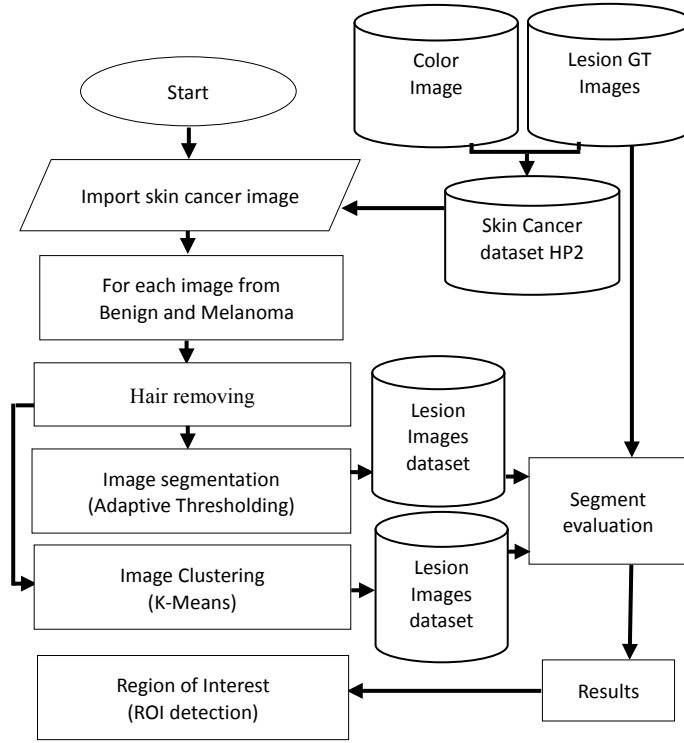 Start
Color
Image
Lesion GT
Images
Import skin cancer image
Skin Cancer
dataset HP2
For each image from
Benign and Melanoma
Hair removing
Lesion
Images
dataset
Image segmentation
(Adaptive Thresholding)
Segment
evaluation
Image Clustering
(K-Means)
Lesion
Images
dataset
Region of Interest
(ROI detection)
Results